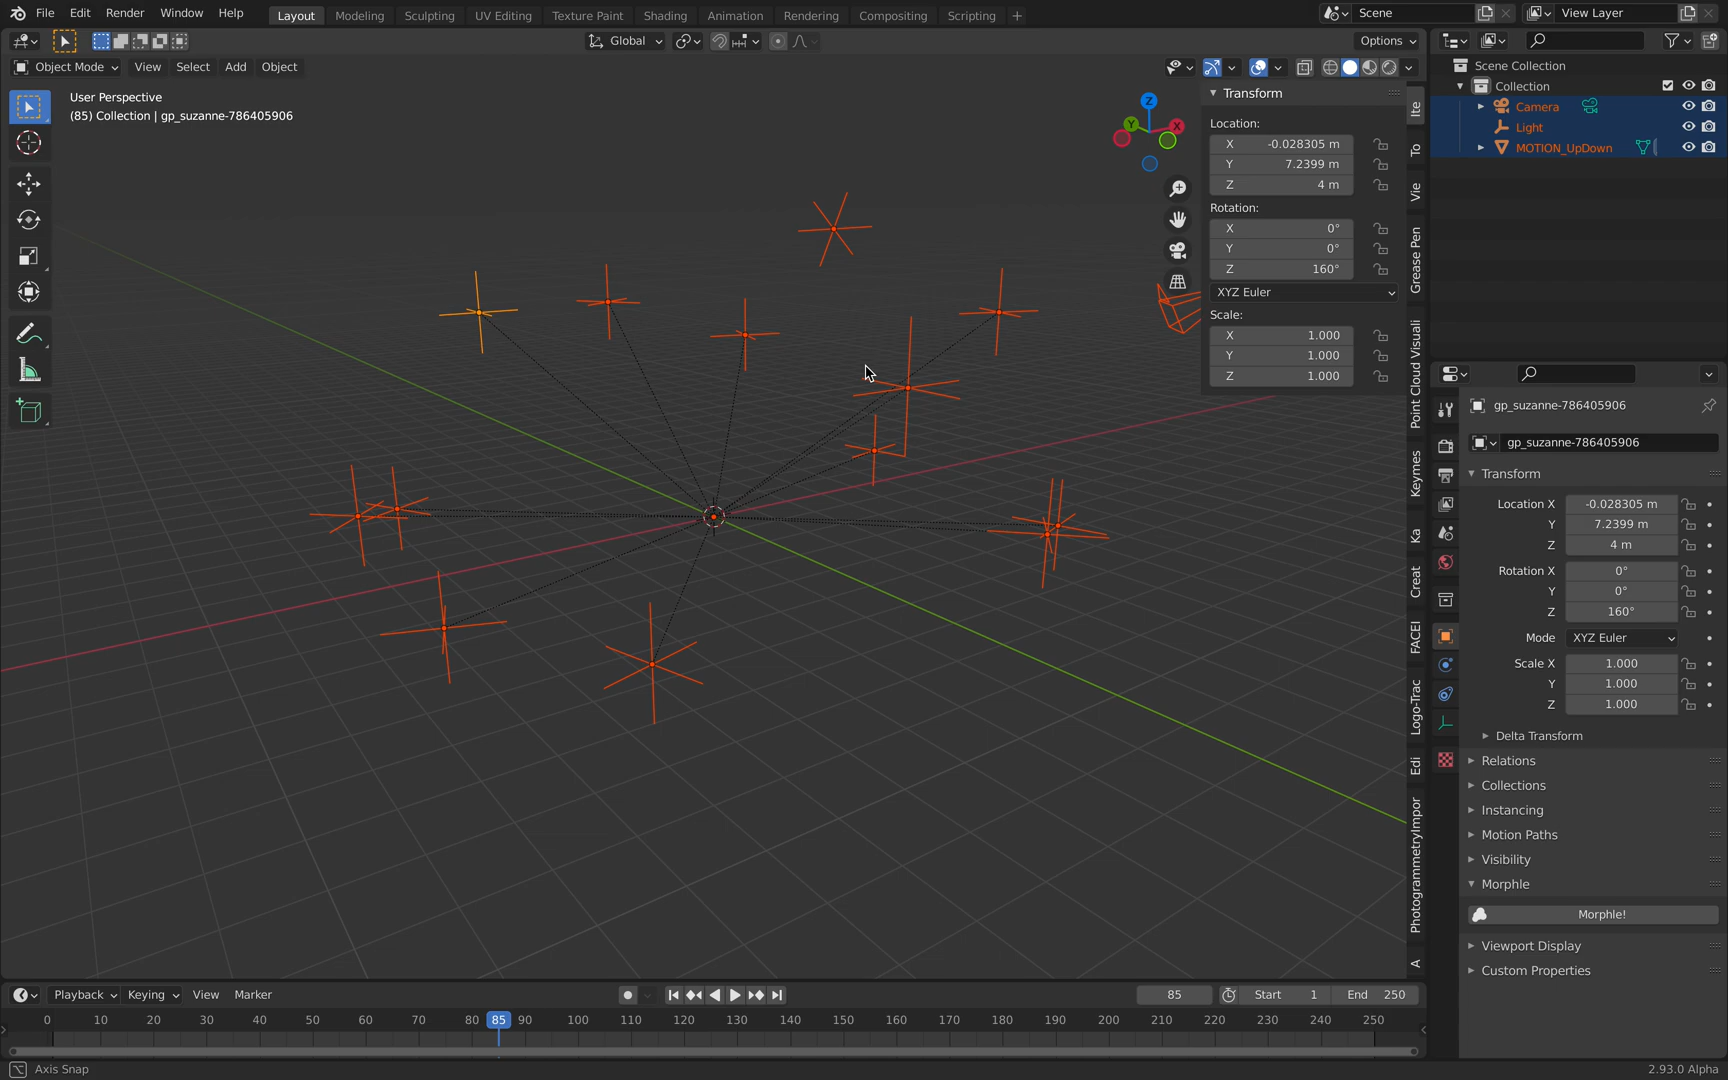 File Edit Render Window Help Layout Modeling Sculpting UV Editing Texture Paint Shading Animation Rendering Compositing Scripting + Scene View Layer
Global Options
Object Mode View Select Add Object
User Perspective
(85) Collection | gp_suzanne-786405906
Z
Y
X
Transform
Location:
X -0.028305 m
Y 7.2399 m
Z 4 m
Rotation:
X 0°
Y 0°
Z 160°
XYZ Euler
Scale:
X 1.000
Y 1.000
Z 1.000
Ite
To
Vie
Grease Pen
Point Cloud Visuali
Keymes
Ka
Creat
FACEI
Logo-Trac
Edi
PhotogrammetryImpor
A
Scene Collection
Collection
Camera
Light
MOTION_UpDown
gp_suzanne-786405906
gp_suzanne-786405906
Transform
Location X -0.028305 m
Y 7.2399 m
Z 4 m
Rotation X 0°
Y 0°
Z 160°
Mode XYZ Euler
Scale X 1.000
Y 1.000
Z 1.000
Delta Transform
Relations
Collections
Instancing
Motion Paths
Visibility
Morphle
Morphle!
Viewport Display
Custom Properties
Playback Keying View Marker 85 Start 1 End 250
0 10 20 30 40 50 60 70 80 85 90 100 110 120 130 140 150 160 170 180 190 200 210 220 230 240 250
Axis Snap 2.93.0 Alpha